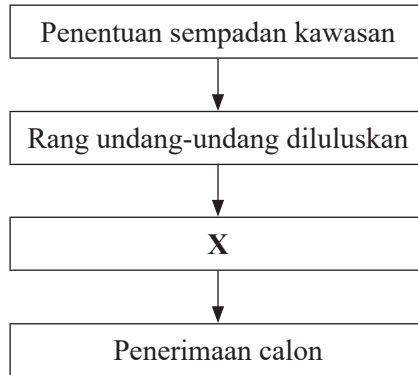 Penentuan sempadan kawasan
Rang undang-undang diluluskan
X
Penerimaan calon